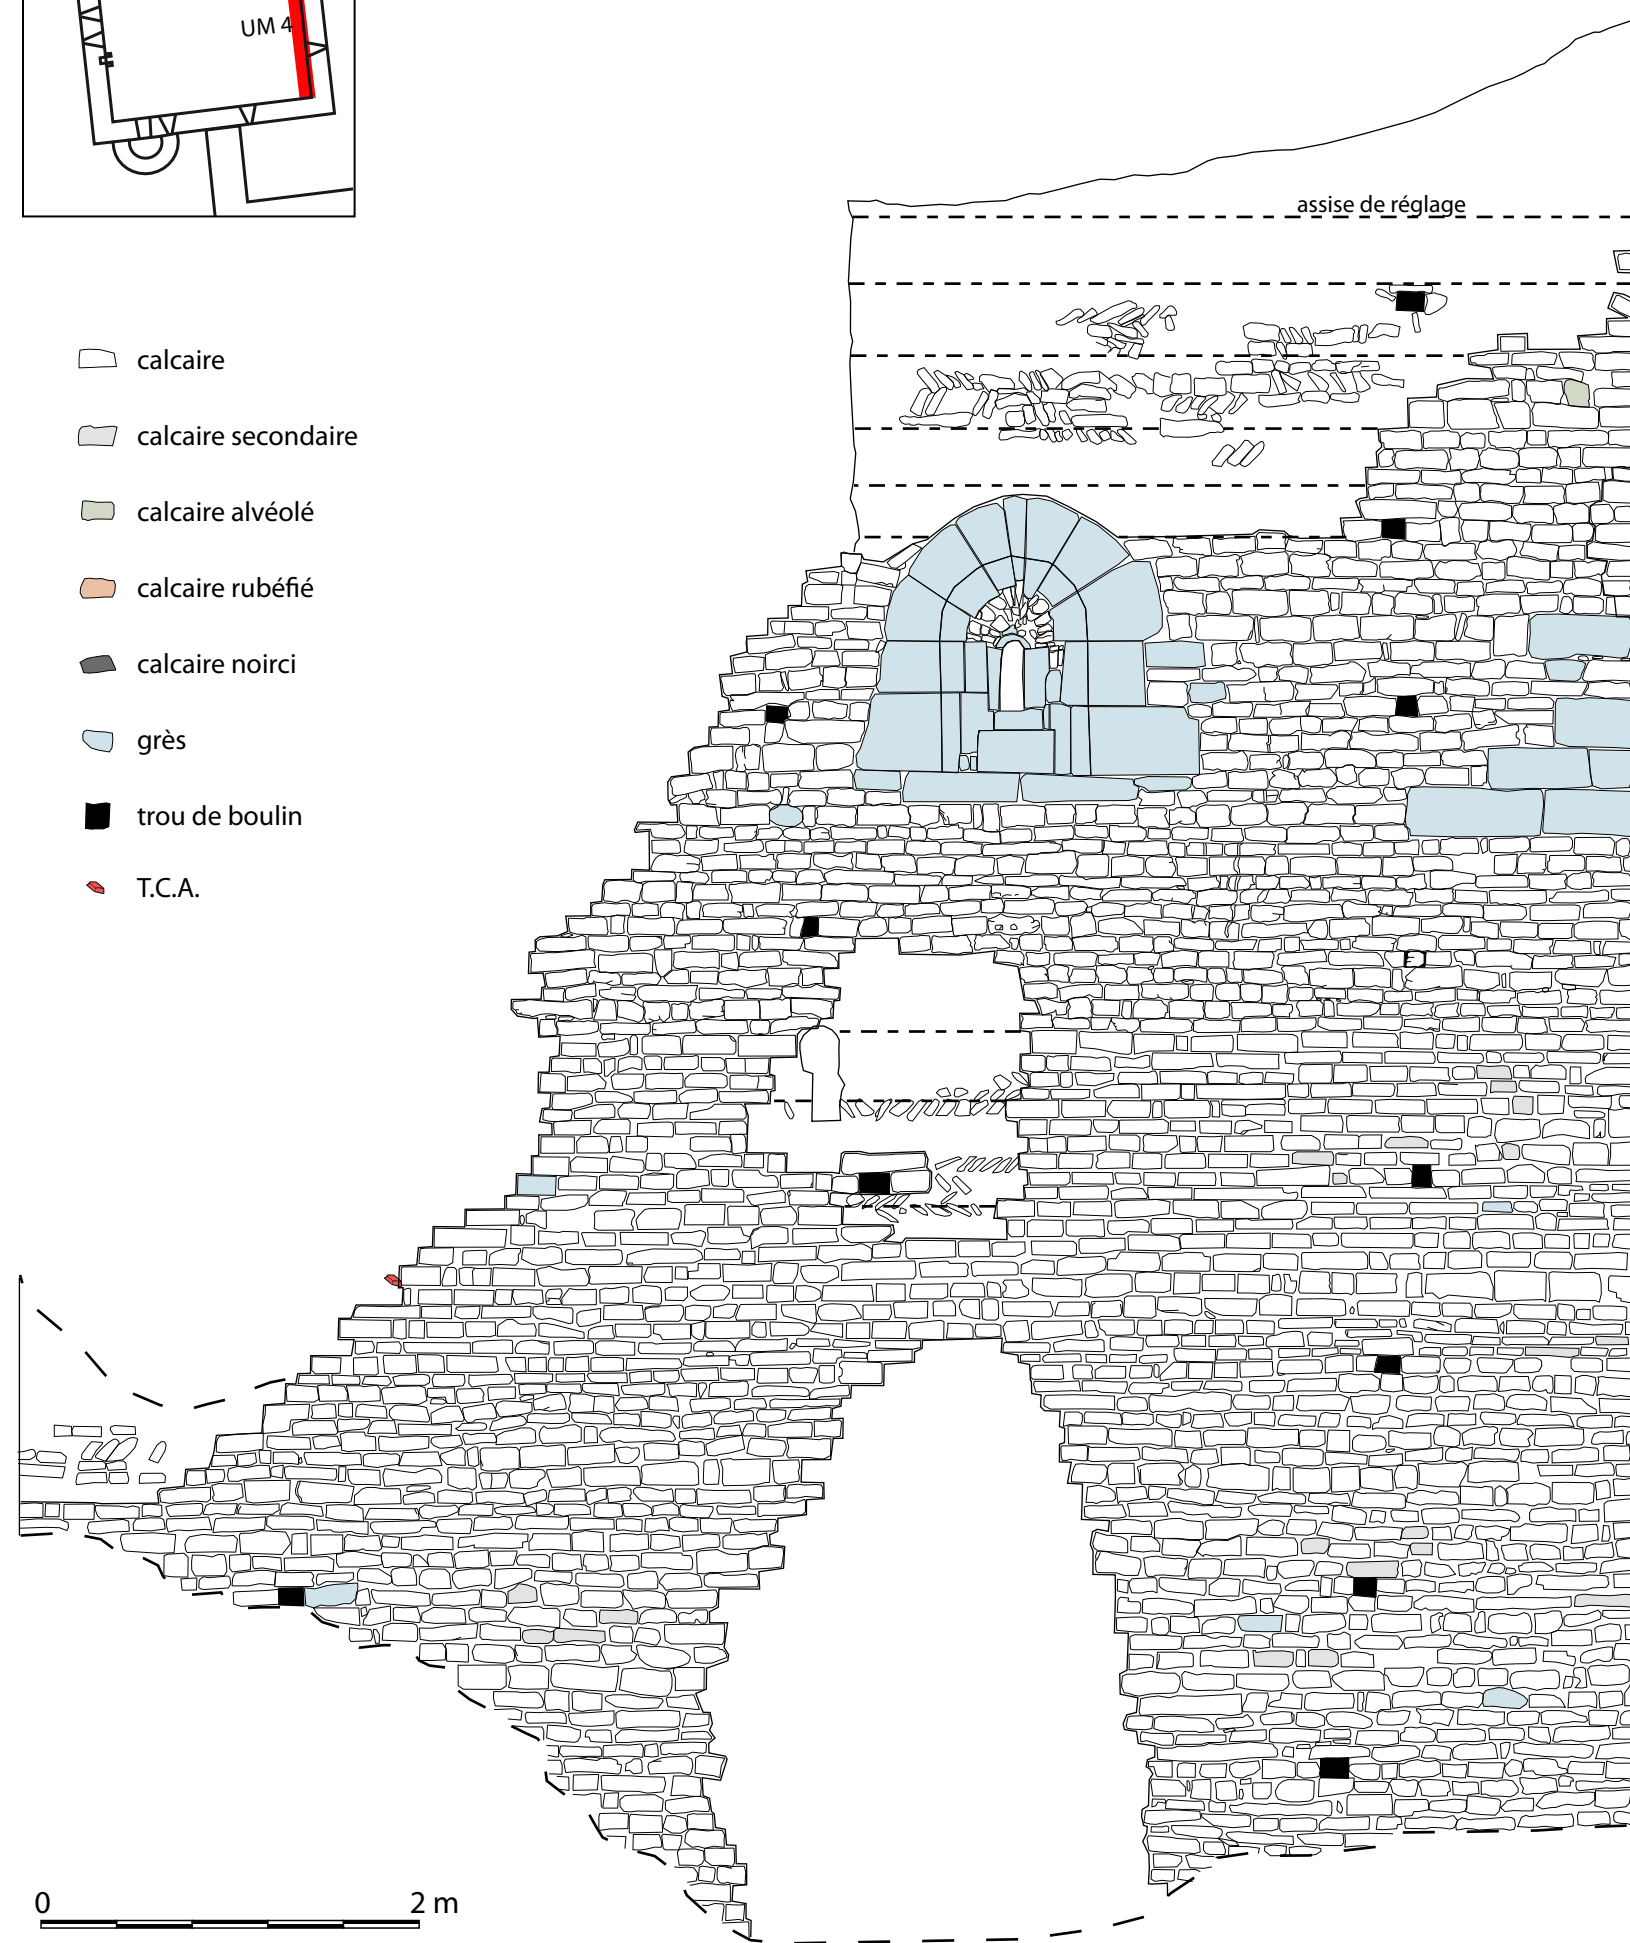 UM 4
assise de réglage
calcaire
calcaire secondaire
calcaire alvéolé
calcaire rubéfié
calcaire noirci
grès
trou de boulin
T.C.A.
0 2 m